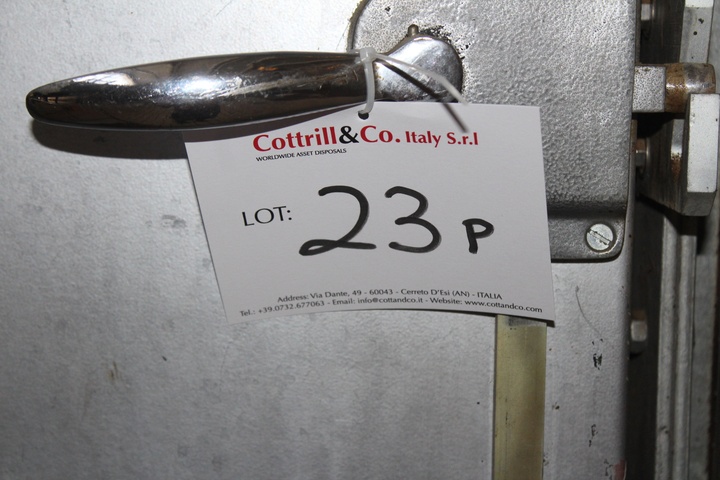 Cottrill&Co. Italy S.r.l
WORLDWIDE ASSET DISPOSALS
LOT: 23 P
Address: Via Dante, 49 - 60043 - Cerreto D'Esi (AN) - ITALIA
Tel.: +39.0732.677063 - Email: info@cottandco.it - Website: www.cottandco.com